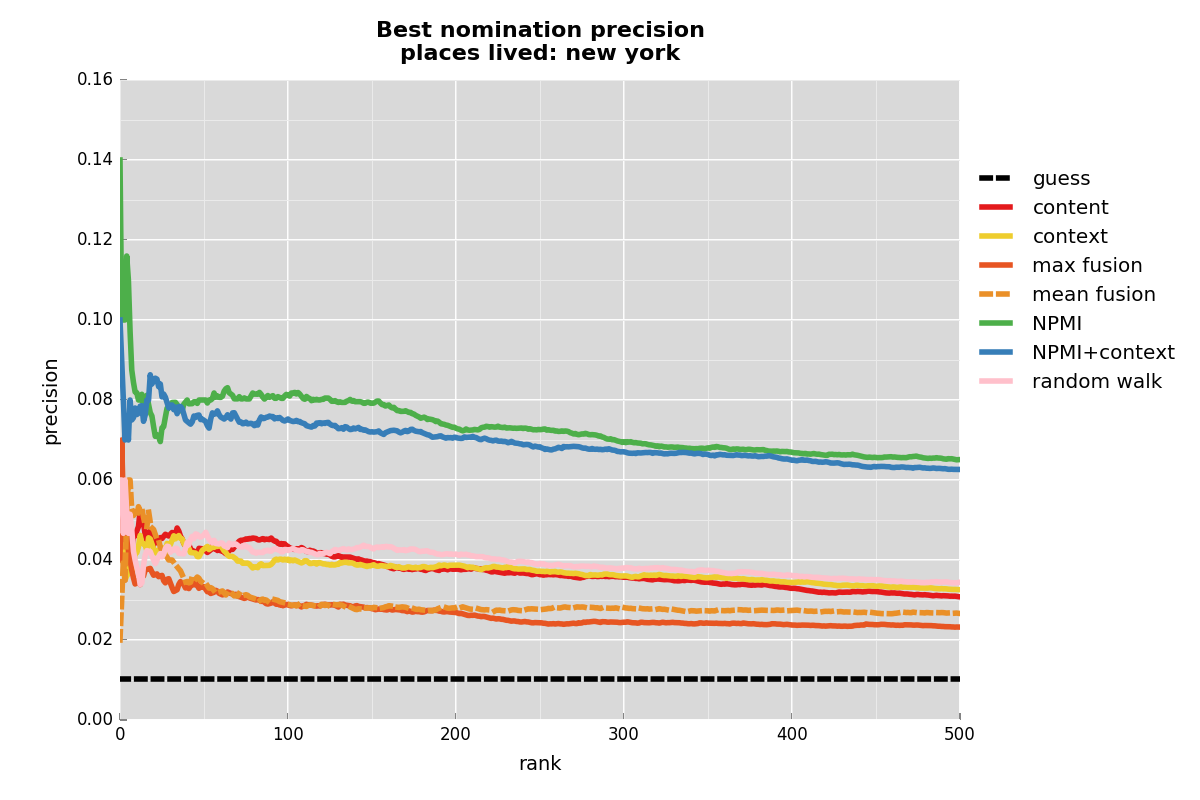 Best nomination precision
places lived: new york
0.16
0.14
0.12
0.10
0.08
0.06
0.04
0.02
0.00
precision
0
100
200
300
400
500
rank
guess
content
context
max fusion
mean fusion
NPMI
NPMI+context
random walk